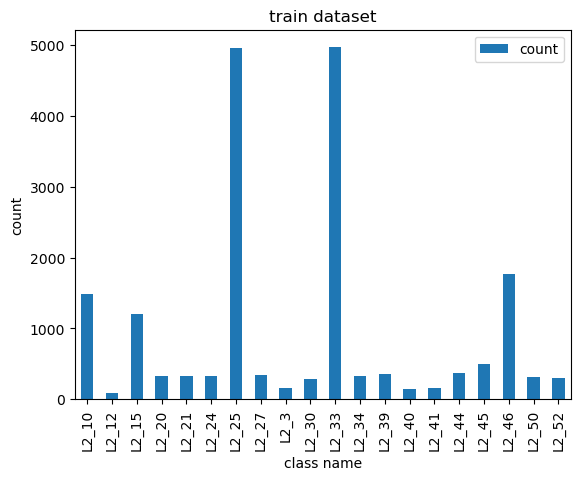 train dataset
count
5000
4000
3000
2000
1000
0
count
L2_10
L2_12
L2_15
L2_20
L2_21
L2_24
L2_25
L2_27
L2_3
L2_30
L2_33
L2_34
L2_39
L2_40
L2_41
L2_44
L2_45
L2_46
L2_50
L2_52
class name